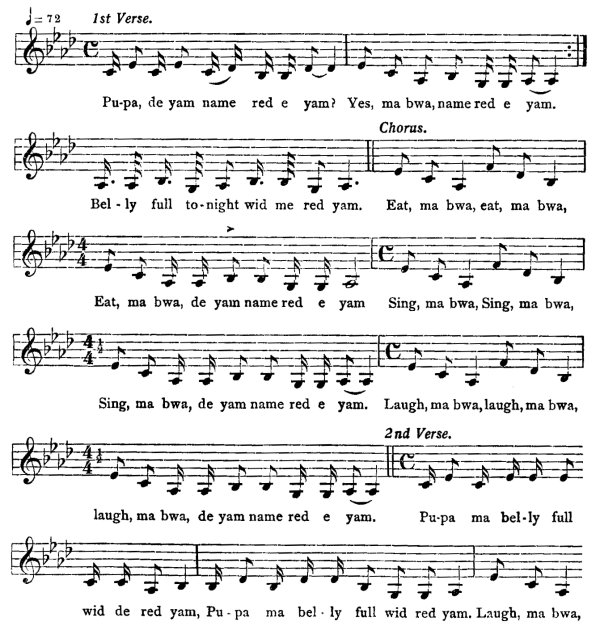 ♩= 72 1st Verse.
Pu-pa, de yam name red e yam? Yes, ma bwa, name red e yam.
Chorus.
Bel-ly full to-night wid me red yam. Eat, ma bwa, eat, ma bwa,
Eat, ma bwa, de yam name red e yam Sing, ma bwa, Sing, ma bwa,
Sing, ma bwa, de yam name red e yam. Laugh, ma bwa, laugh, ma bwa,
2nd Verse.
laugh, ma bwa, de yam name red e yam. Pu-pa ma bel-ly full
wid de red yam, Pu-pa ma bel-ly full wid red yam. Laugh, ma bwa,